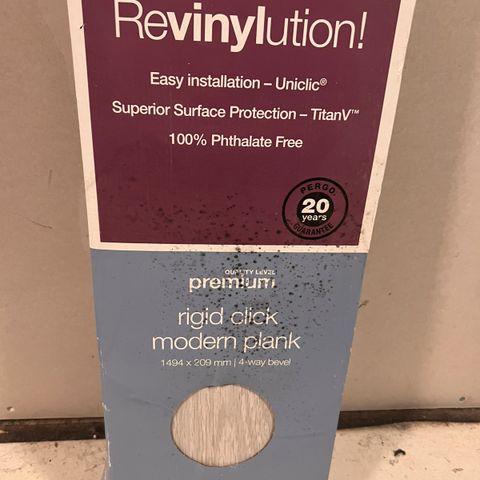 Revinylution!
Easy installation – Uniclic®
Superior Surface Protection – TitanV™
100% Phthalate Free
PERGO
20
years
GUARANTEE
QUALITY LEVEL
premium
rigid click
modern plank
1494 x 209 mm | 4-way bevel